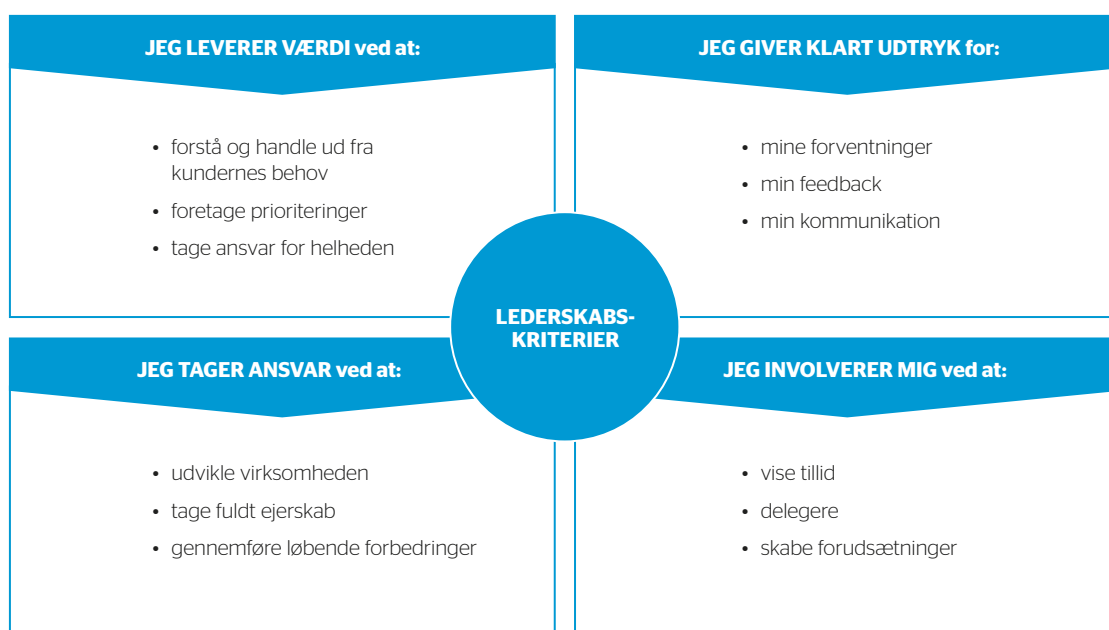 JEG LEVERER VÆRDI ved at:
• forstå og handle ud fra
kundernes behov
• foretage prioriteringer
• tage ansvar for helheden
JEG GIVER KLART UDTRYK for:
• mine forventninger
• min feedback
• min kommunikation
LEDERSKABS-
KRITERIER
JEG TAGER ANSVAR ved at:
• udvikle virksomheden
• tage fuldt ejerskab
• gennemføre løbende forbedringer
JEG INVOLVERER MIG ved at:
• vise tillid
• delegere
• skabe forudsætninger